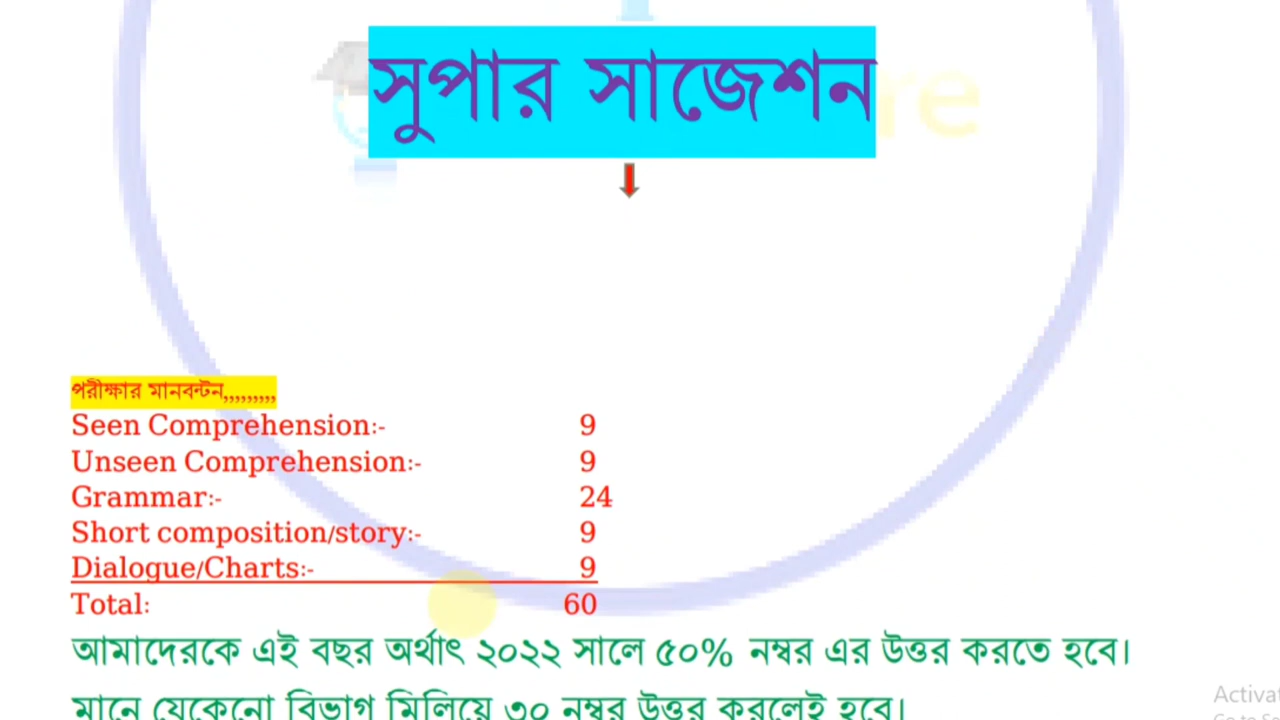 সুপার সাজেশন
পরীক্ষার মানবন্টন,,,,,,,,,
Seen Comprehension:- 9
Unseen Comprehension:- 9
Grammar:- 24
Short composition/story:- 9
Dialogue/Charts:- 9
Total: 60
আমাদেরকে এই বছর অর্থাৎ ২০২২ সালে ৫০% নম্বর এর উত্তর করতে হবে।
মানে যেকেনো বিভাগ মিলিয়ে ৩০ নম্বর উত্তর করলেই হবে।